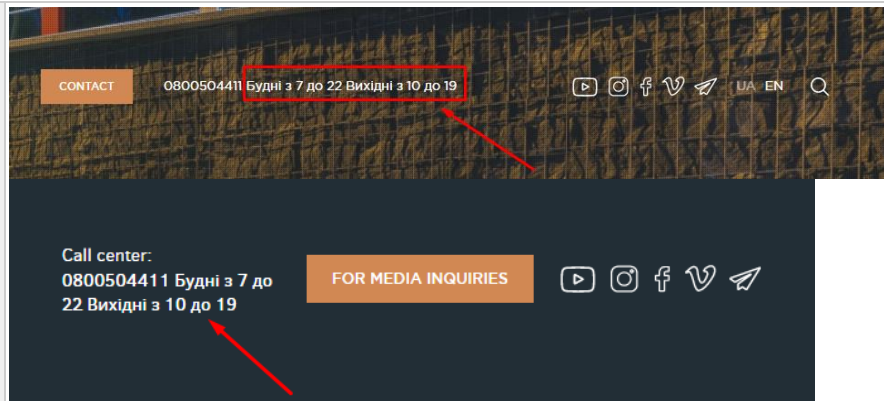 CONTACT 0800504411 Будні з 7 до 22 Вихідні з 10 до 19 UA EN
Call center:
0800504411 Будні з 7 до
22 Вихідні з 10 до 19
FOR MEDIA INQUIRIES